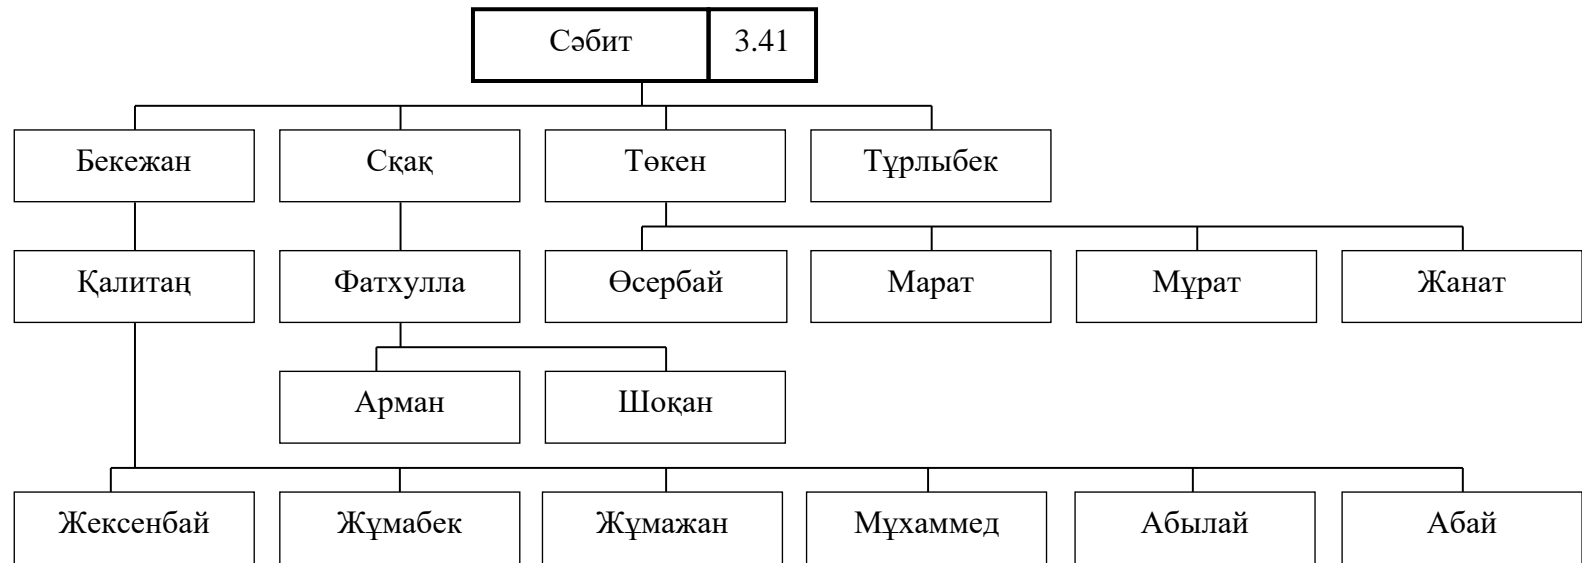 Сәбит 3.41
Бекежан Сқақ Төкен Тұрлыбек
Қалитаң Фатхулла Өсербай Марат Мұрат Жанат
Арман Шоқан
Жексенбай Жұмабек Жұмажан Мұхаммед Абылай Абай